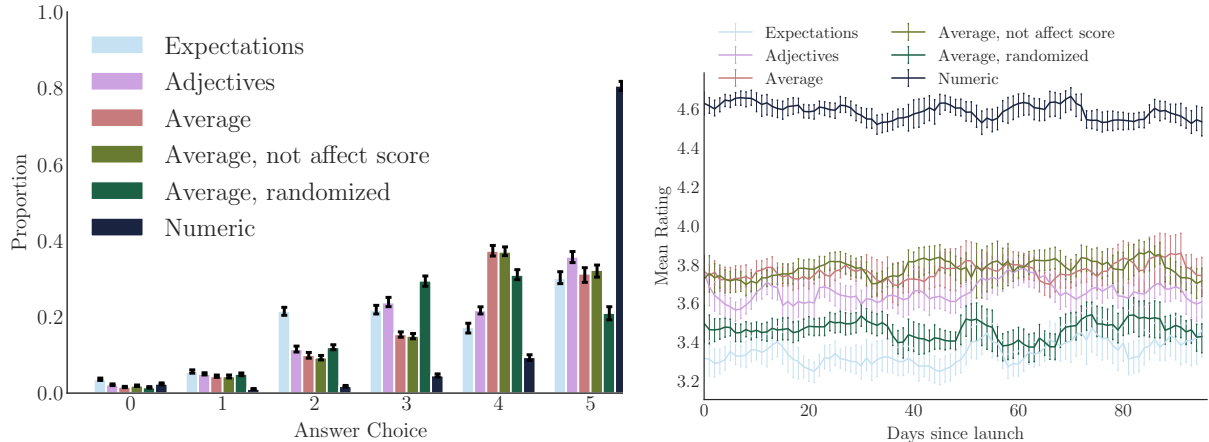 1.0
0.8
0.6
0.4
0.2
0.0
Proportion
Expectations
Adjectives
Average
Average, not affect score
Average, randomized
Numeric
0 1 2 3 4 5
Answer Choice
Expectations
Adjectives
Average
Average, not affect score
Average, randomized
Numeric
4.6
4.4
4.2
4.0
3.8
3.6
3.4
3.2
Mean Rating
0 20 40 60 80
Days since launch